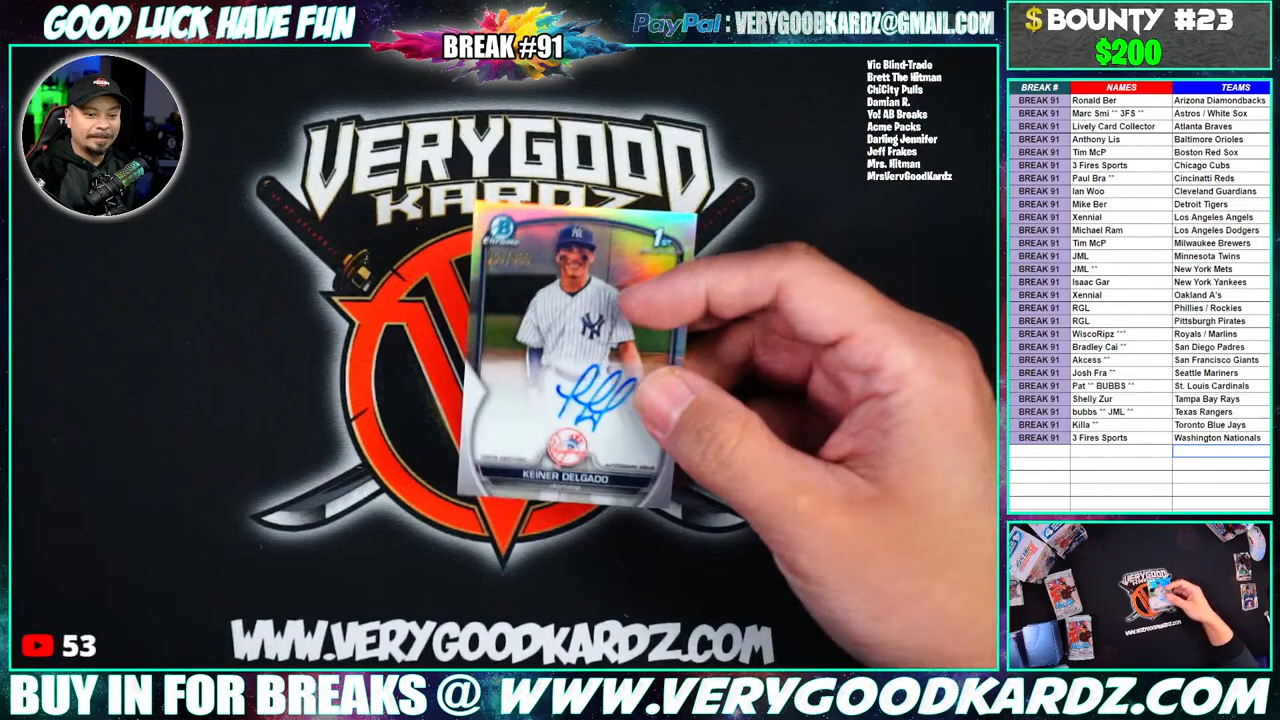 GOOD LUCK HAVE FUN
BREAK #91
PayPal : VERYGOODKARDZ@GMAIL.COM
$ BOUNTY #23
$200
Vic Blind-Trade
Brett The Hitman
ChiCity Pulls
Damian R.
Yo! AB Breaks
Acme Packs
Darling Jennifer
Jeff Frakes
Mrs. Hitman
MrsVeryGoodKardz
VERYGOOD
KARDZ
Chrome
1ST
NY
KEINER DELGADO
WWW.VERYGOODKARDZ.COM
53
BREAK # NAMES TEAMS
BREAK 91 Ronald Ber Arizona Diamondbacks
BREAK 91 Marc Smi ** 3FS ** Astros / White Sox
BREAK 91 Lively Card Collector Atlanta Braves
BREAK 91 Anthony Lis Baltimore Orioles
BREAK 91 Tim McP Boston Red Sox
BREAK 91 3 Fires Sports Chicago Cubs
BREAK 91 Paul Bra ** Cincinatti Reds
BREAK 91 Ian Woo Cleveland Guardians
BREAK 91 Mike Ber Detroit Tigers
BREAK 91 Xennial Los Angeles Angels
BREAK 91 Michael Ram Los Angeles Dodgers
BREAK 91 Tim McP Milwaukee Brewers
BREAK 91 JML Minnesota Twins
BREAK 91 JML ** New York Mets
BREAK 91 Isaac Gar New York Yankees
BREAK 91 Xennial Oakland A's
BREAK 91 RGL Phillies / Rockies
BREAK 91 RGL Pittsburgh Pirates
BREAK 91 WiscoRipz *** Royals / Marlins
BREAK 91 Bradley Cai ** San Diego Padres
BREAK 91 Akcess ** San Francisco Giants
BREAK 91 Josh Fra ** Seattle Mariners
BREAK 91 Pat ** BUBBS ** St. Louis Cardinals
BREAK 91 Shelly Zur Tampa Bay Rays
BREAK 91 bubbs ** JML ** Texas Rangers
BREAK 91 Killa ** Toronto Blue Jays
BREAK 91 3 Fires Sports Washington Nationals
VERYGOOD
WWW.VERYGOODKARDZ.COM
BUY IN FOR BREAKS @ WWW.VERYGOODKARDZ.COM